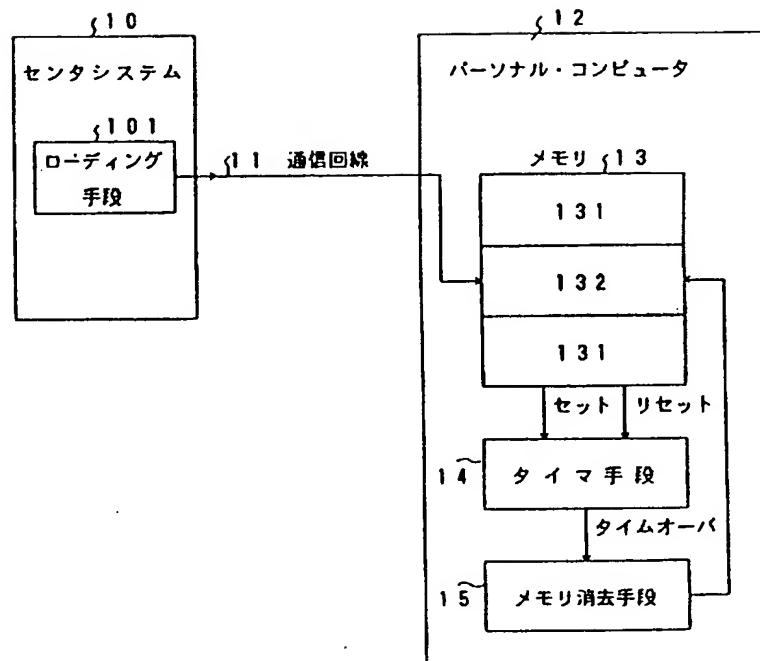 10
センタシステム
101
ローディング
手段
11 通信回線
12
パーソナル・コンピュータ
メモリ 13
131
132
131
セット リセット
14 タイマ手段
タイムオーバ
15 メモリ消去手段